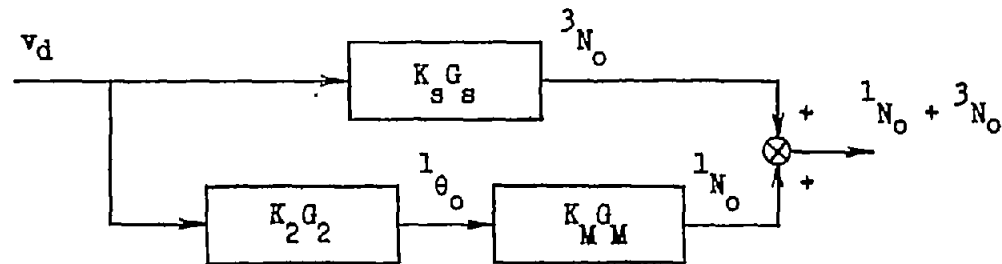 v_d
K_s G_s
³N_o
+
¹N_o + ³N_o
+
K_2 G_2
¹θ_o
K_M G_M
¹N_o